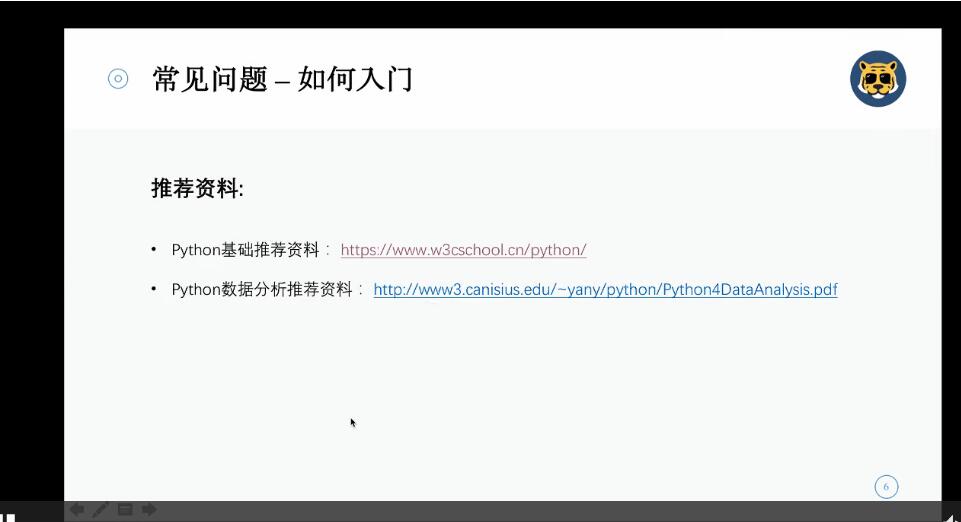 常见问题 – 如何入门
推荐资料:
• Python基础推荐资料： https://www.w3cschool.cn/python/
• Python数据分析推荐资料： http://www3.canisius.edu/~yany/python/Python4DataAnalysis.pdf
6